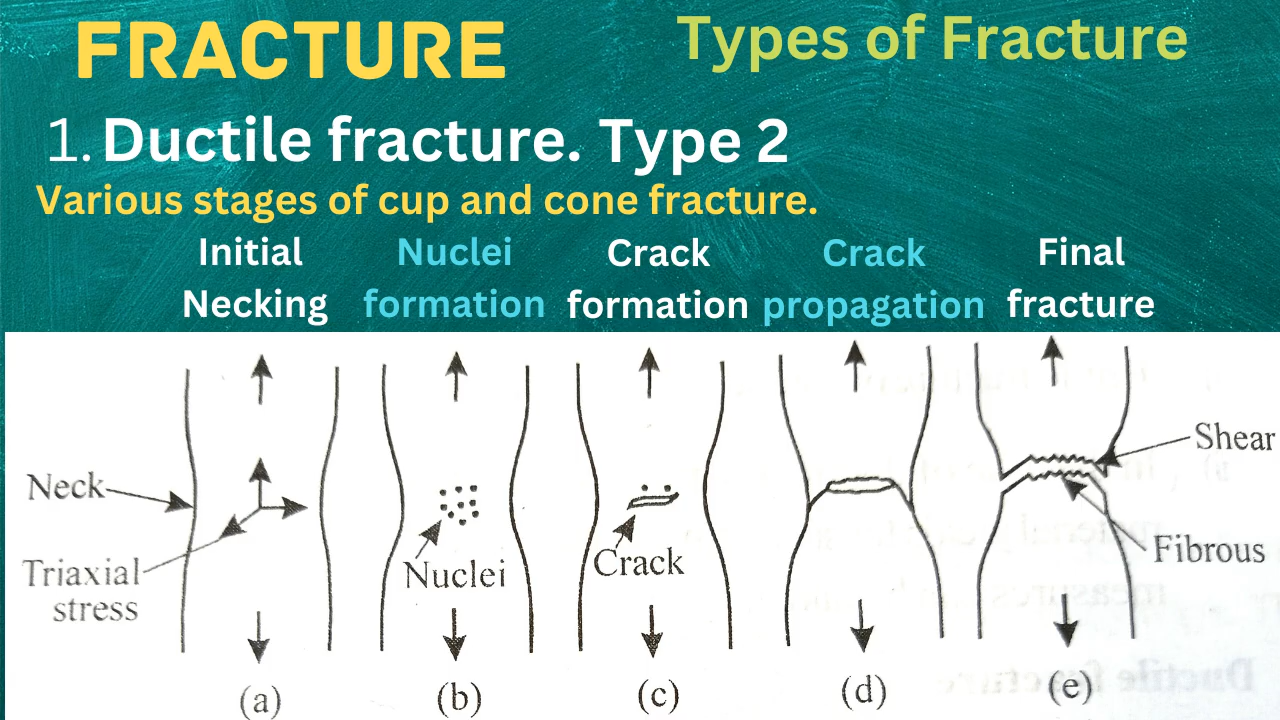 FRACTURE
Types of Fracture
1. Ductile fracture. Type 2
Various stages of cup and cone fracture.
Initial Necking
Nuclei formation
Crack formation
Crack propagation
Final fracture
Neck
Triaxial stress
Nuclei
Crack
Shear
Fibrous
(a)
(b)
(c)
(d)
(e)